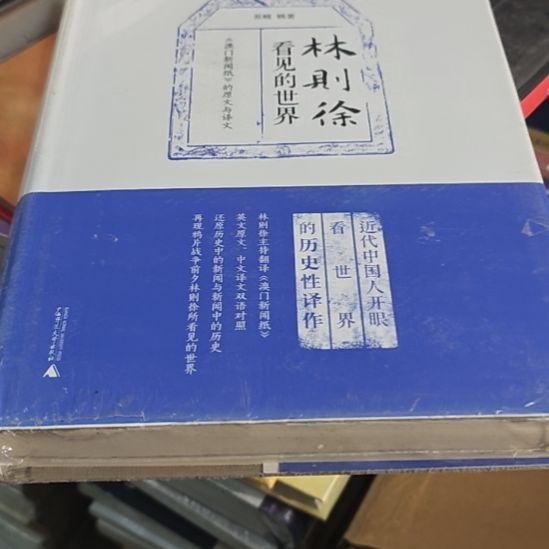 苏精 辑著
林则徐
看见的世界
《澳门新闻纸》的原文与译文
近代中国人开眼
看世界
的历史性译作
林则徐主持翻译《澳门新闻纸》
英文原文、中文译文双语对照
还原历史中的新闻与新闻中的历史
再现鸦片战争前夕林则徐所看见的世界
广西师范大学出版社